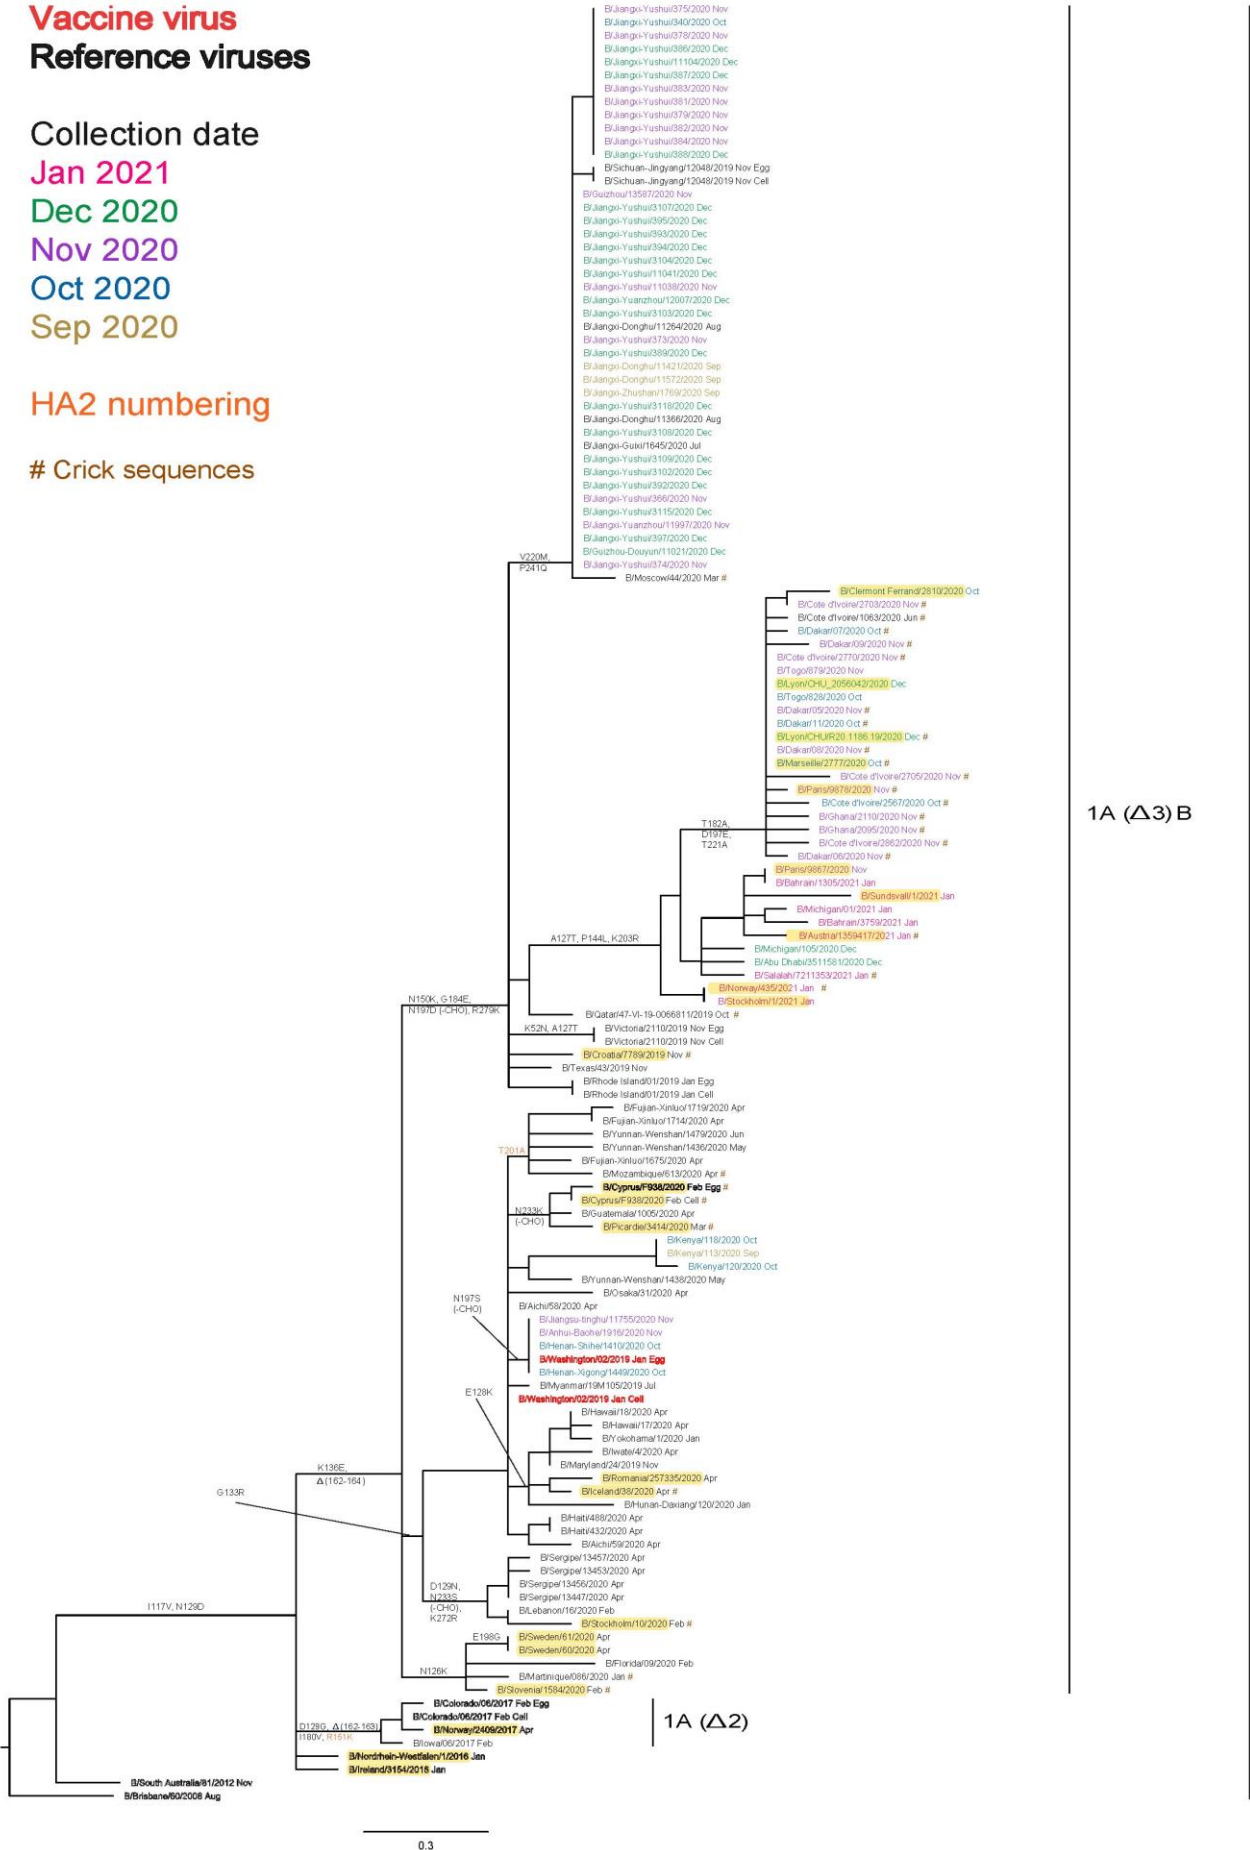 Vaccine virus
Reference viruses
Collection date
Jan 2021
Dec 2020
Nov 2020
Oct 2020
Sep 2020
HA2 numbering
# Crick sequences
B/Jiangxi-Yushui/375/2020 Nov
B/Jiangxi-Yushui/340/2020 Oct
B/Jiangxi-Yushui/378/2020 Nov
B/Jiangxi-Yushui/386/2020 Dec
B/Jiangxi-Yushui/11104/2020 Dec
B/Jiangxi-Yushui/387/2020 Dec
B/Jiangxi-Yushui/383/2020 Nov
B/Jiangxi-Yushui/381/2020 Nov
B/Jiangxi-Yushui/379/2020 Nov
B/Jiangxi-Yushui/382/2020 Nov
B/Jiangxi-Yushui/384/2020 Nov
B/Jiangxi-Yushui/388/2020 Dec
B/Sichuan-Jingyang/12048/2019 Nov Egg
B/Sichuan-Jingyang/12048/2019 Nov Cell
B/Guizhou/13587/2020 Nov
B/Jiangxi-Yushui/3107/2020 Dec
B/Jiangxi-Yushui/395/2020 Dec
B/Jiangxi-Yushui/393/2020 Dec
B/Jiangxi-Yushui/394/2020 Dec
B/Jiangxi-Yushui/3104/2020 Dec
B/Jiangxi-Yushui/11041/2020 Dec
B/Jiangxi-Yushui/11038/2020 Nov
B/Jiangxi-Yuanzhou/12007/2020 Dec
B/Jiangxi-Yushui/3103/2020 Dec
B/Jiangxi-Donghu/11264/2020 Aug
B/Jiangxi-Yushui/373/2020 Nov
B/Jiangxi-Yushui/389/2020 Dec
B/Jiangxi-Donghu/11421/2020 Sep
B/Jiangxi-Donghu/11572/2020 Sep
B/Jiangxi-Zhushan/1769/2020 Sep
B/Jiangxi-Yushui/3118/2020 Dec
B/Jiangxi-Donghu/11366/2020 Aug
B/Jiangxi-Yushui/3108/2020 Dec
B/Jiangxi-Guixi/1645/2020 Jul
B/Jiangxi-Yushui/3109/2020 Dec
B/Jiangxi-Yushui/3102/2020 Dec
B/Jiangxi-Yushui/392/2020 Dec
B/Jiangxi-Yushui/366/2020 Nov
B/Jiangxi-Yushui/3115/2020 Dec
B/Jiangxi-Yuanzhou/11997/2020 Nov
B/Jiangxi-Yushui/397/2020 Dec
B/Guizhou-Douyun/11021/2020 Dec
V220M,
P241Q
B/Jiangxi-Yushui/374/2020 Nov
B/Moscow/44/2020 Mar #
B/Clermont Ferrand/2810/2020 Oct
B/Cote d'Ivoire/2703/2020 Nov #
B/Cote d'Ivoire/1063/2020 Jun #
B/Dakar/07/2020 Oct #
B/Dakar/09/2020 Nov #
B/Cote d'Ivoire/2770/2020 Nov #
B/Togo/879/2020 Nov
B/Lyon/CHU_2056042/2020 Dec
B/Togo/828/2020 Oct
B/Dakar/05/2020 Nov #
B/Dakar/11/2020 Oct #
B/Lyon/CHU/R20.1186.19/2020 Dec #
B/Dakar/08/2020 Nov #
B/Marseille/2777/2020 Oct #
B/Cote d'Ivoire/2705/2020 Nov #
B/Paris/9878/2020 Nov #
B/Cote d'Ivoire/2567/2020 Oct #
B/Ghana/2110/2020 Nov #
1A (Δ3) B
T182A,
D197E,
T221A
B/Ghana/2095/2020 Nov #
B/Cote d'Ivoire/2862/2020 Nov #
B/Dakar/06/2020 Nov #
B/Paris/9867/2020 Nov
B/Bahrain/1305/2021 Jan
B/Sundsvall/1/2021 Jan
B/Michigan/01/2021 Jan
B/Bahrain/3759/2021 Jan
B/Austria/1359417/2021 Jan #
A127T, P144L, K203R
B/Michigan/105/2020 Dec
B/Abu Dhabi/3511581/2020 Dec
B/Salalah/7211353/2021 Jan #
B/Norway/435/2021 Jan #
B/Stockholm/1/2021 Jan
N150K, G184E,
N197D (-CHO), R279K
B/Qatar/47-VI-19-0066811/2019 Oct #
K52N, A127T
B/Victoria/2110/2019 Nov Egg
B/Victoria/2110/2019 Nov Cell
B/Croatia/7789/2019 Nov #
B/Texas/43/2019 Nov
B/Rhode Island/01/2019 Jan Egg
B/Rhode Island/01/2019 Jan Cell
B/Fujian-Xinluo/1719/2020 Apr
B/Fujian-Xinluo/1714/2020 Apr
B/Yunnan-Wenshan/1479/2020 Jun
T201A
B/Yunnan-Wenshan/1436/2020 May
B/Fujian-Xinluo/1675/2020 Apr
B/Mozambique/613/2020 Apr #
B/Cyprus/F938/2020 Feb Egg #
B/Cyprus/F938/2020 Feb Cell #
N233K
(-CHO)
B/Guatemala/1005/2020 Apr
B/Picardie/3414/2020 Mar #
B/Kenya/118/2020 Oct
B/Kenya/113/2020 Sep
B/Kenya/120/2020 Oct
B/Yunnan-Wenshan/1438/2020 May
B/Osaka/31/2020 Apr
N197S
(-CHO)
B/Aichi/58/2020 Apr
B/Jiangsu-tinghu/11755/2020 Nov
B/Anhui-Baohe/1916/2020 Nov
B/Henan-Shihe/1410/2020 Oct
B/Washington/02/2019 Jan Egg
B/Henan-Xigong/1449/2020 Oct
B/Myanmar/19M105/2019 Jul
E128K
B/Washington/02/2019 Jan Cell
B/Hawaii/18/2020 Apr
B/Hawaii/17/2020 Apr
B/Yokohama/1/2020 Jan
B/Iwate/4/2020 Apr
B/Maryland/24/2019 Nov
K136E,
Δ(162-164)
B/Romania/257335/2020 Apr
B/Iceland/38/2020 Apr #
G133R
B/Hunan-Daxiang/120/2020 Jan
B/Haiti/488/2020 Apr
B/Haiti/432/2020 Apr
B/Aichi/59/2020 Apr
B/Sergipe/13457/2020 Apr
B/Sergipe/13453/2020 Apr
D129N,
N233S
(-CHO),
K272R
B/Sergipe/13456/2020 Apr
B/Sergipe/13447/2020 Apr
I117V, N129D
B/Lebanon/16/2020 Feb
B/Stockholm/10/2020 Feb #
E198G
B/Sweden/61/2020 Apr
B/Sweden/60/2020 Apr
B/Florida/09/2020 Feb
N126K
B/Martinique/086/2020 Jan #
B/Slovenia/1584/2020 Feb #
B/Colorado/06/2017 Feb Egg
B/Colorado/06/2017 Feb Cell
1A (Δ2)
D129G, Δ(162-163)
I180V, R151K
B/Norway/2409/2017 Apr
B/Iowa/06/2017 Feb
B/Nordrhein-Westfalen/1/2016 Jan
B/Ireland/3154/2016 Jan
B/South Australia/81/2012 Nov
B/Brisbane/60/2008 Aug
0.3